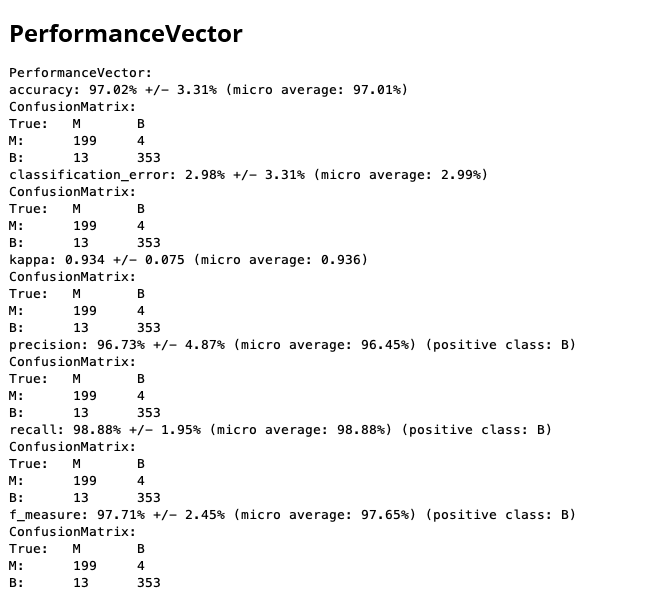 PerformanceVector
PerformanceVector:
accuracy: 97.02% +/- 3.31% (micro average: 97.01%)
ConfusionMatrix:
True: M B
M: 199 4
B: 13 353
classification_error: 2.98% +/- 3.31% (micro average: 2.99%)
ConfusionMatrix:
True: M B
M: 199 4
B: 13 353
kappa: 0.934 +/- 0.075 (micro average: 0.936)
ConfusionMatrix:
True: M B
M: 199 4
B: 13 353
precision: 96.73% +/- 4.87% (micro average: 96.45%) (positive class: B)
ConfusionMatrix:
True: M B
M: 199 4
B: 13 353
recall: 98.88% +/- 1.95% (micro average: 98.88%) (positive class: B)
ConfusionMatrix:
True: M B
M: 199 4
B: 13 353
f_measure: 97.71% +/- 2.45% (micro average: 97.65%) (positive class: B)
ConfusionMatrix:
True: M B
M: 199 4
B: 13 353